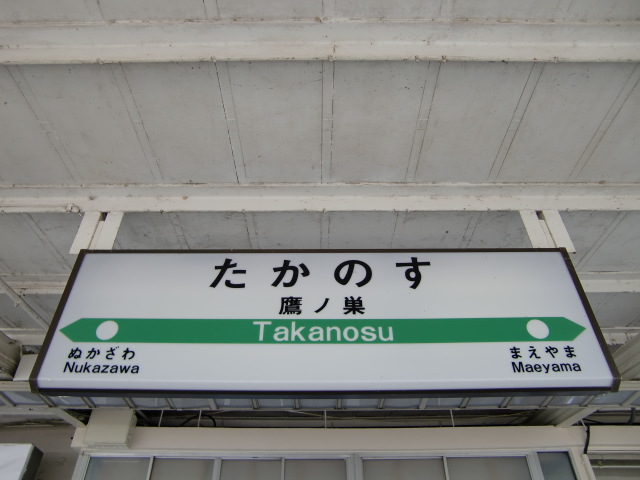 たかのす
鷹ノ巣
Takanosu
ぬかざわ
Nukazawa
まえやま
Maeyama